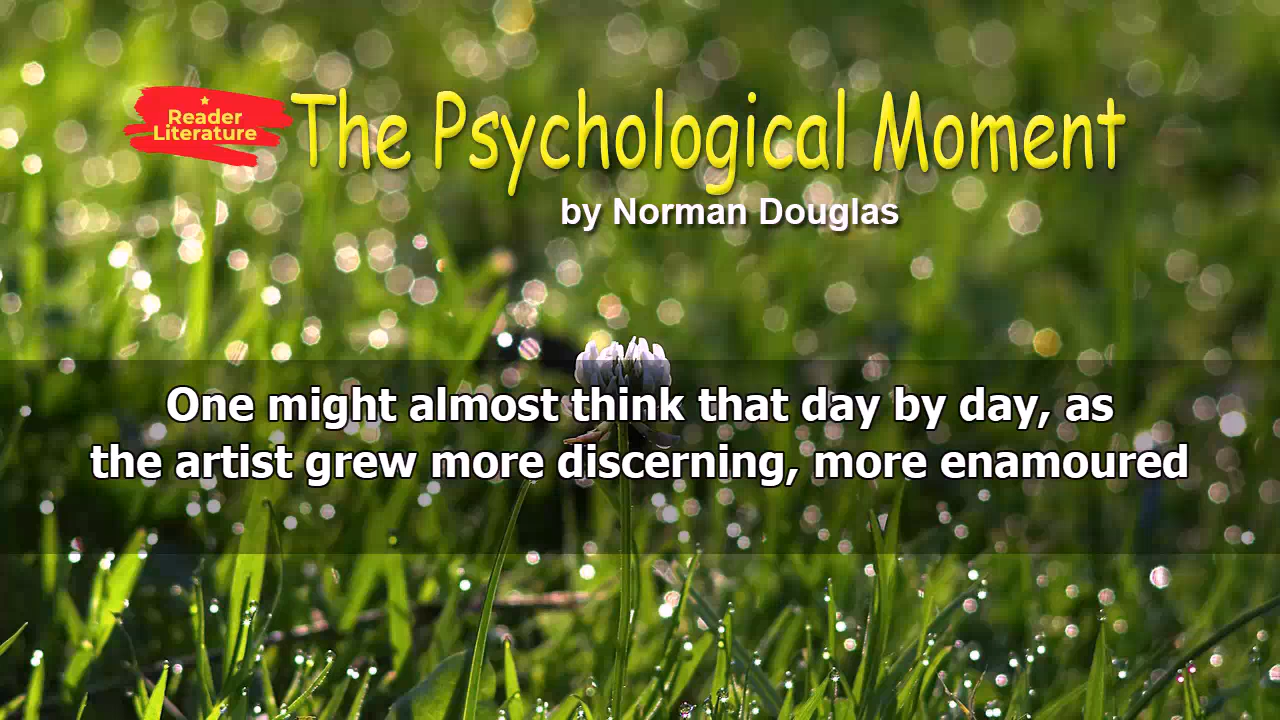 Reader
Literature
The Psychological Moment
by Norman Douglas
One might almost think that day by day, as
the artist grew more discerning, more enamoured